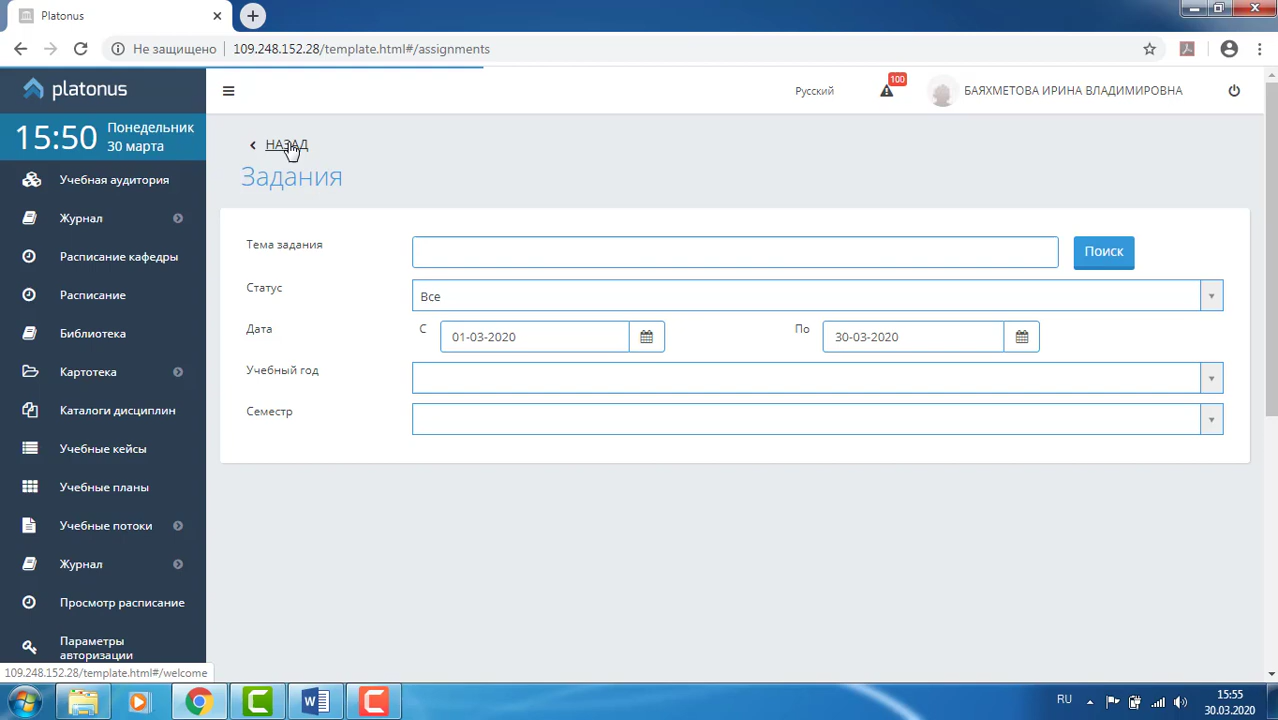 Platonus
Не защищено
109.248.152.28/template.html#/assignments
platonus
Русский
100
БАЯХМЕТОВА ИРИНА ВЛАДИМИРОВНА
15:50
Понедельник
30 марта
Учебная аудитория
Журнал
Расписание кафедры
Расписание
Библиотека
Картотека
Каталоги дисциплин
Учебные кейсы
Учебные планы
Учебные потоки
Журнал
Просмотр расписание
Параметры
авторизации
НАЗАД
Задания
Тема задания
Поиск
Статус
Все
Дата
С
01-03-2020
По
30-03-2020
Учебный год
Семестр
109.248.152.28/template.html#/welcome
RU
15:55
30.03.2020